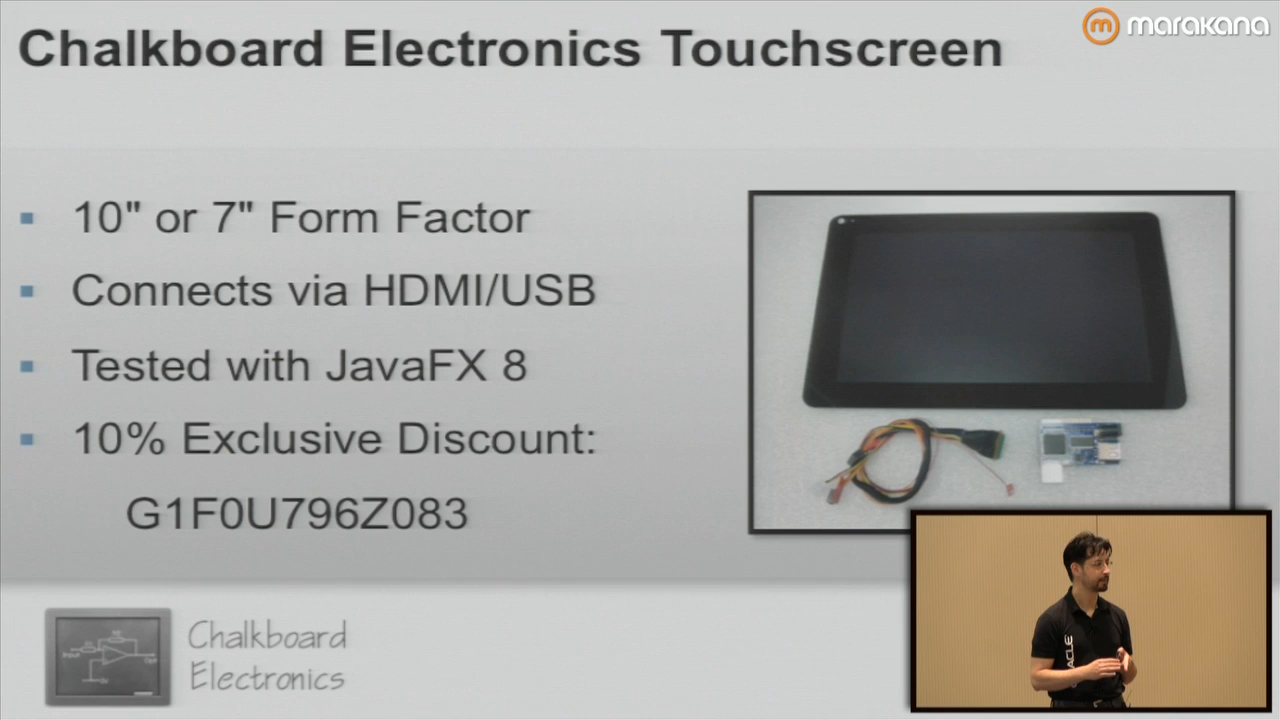 Chalkboard Electronics Touchscreen
marakana
10" or 7" Form Factor
Connects via HDMI/USB
Tested with JavaFX 8
10% Exclusive Discount:
G1F0U796Z083
Input
Chalkboard
Electronics